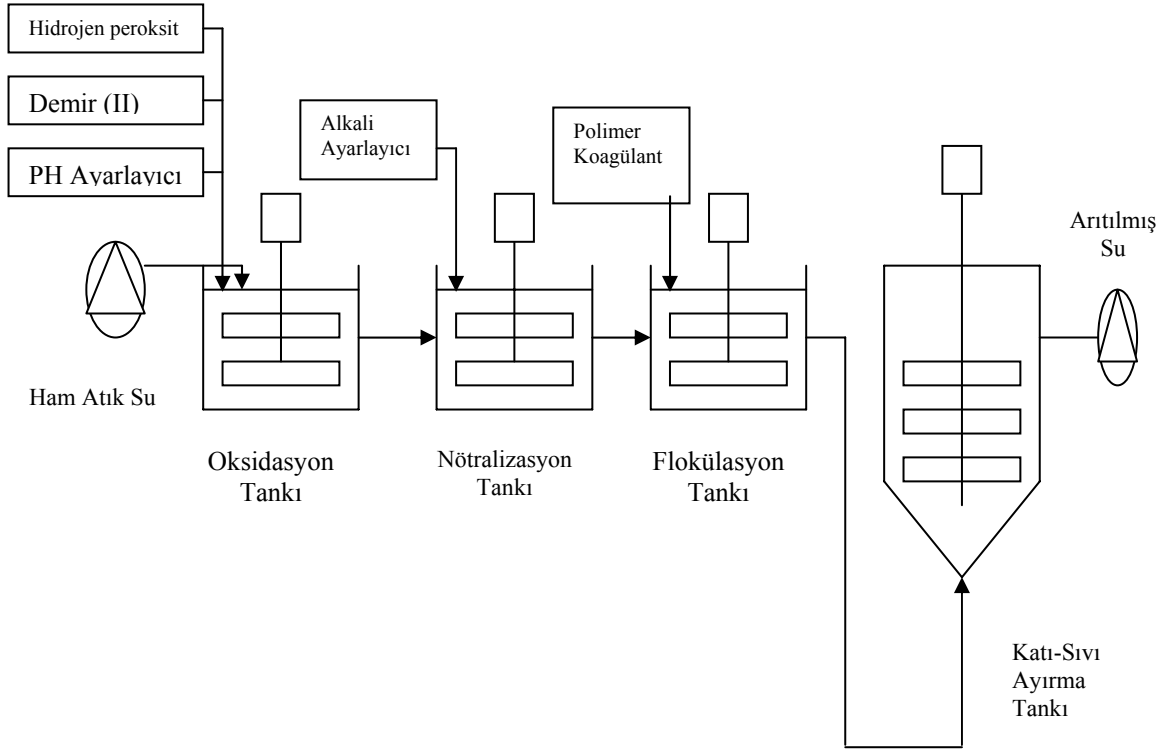 Hidrojen peroksit
Demir (II)
PH Ayarlayıcı
Alkali
Ayarlayıcı
Polimer
Koagülant
Arıtılmış
Su
Ham Atık Su
Oksidasyon
Tankı
Nötralizasyon
Tankı
Flokülasyon
Tankı
Katı-Sıvı
Ayırma
Tankı